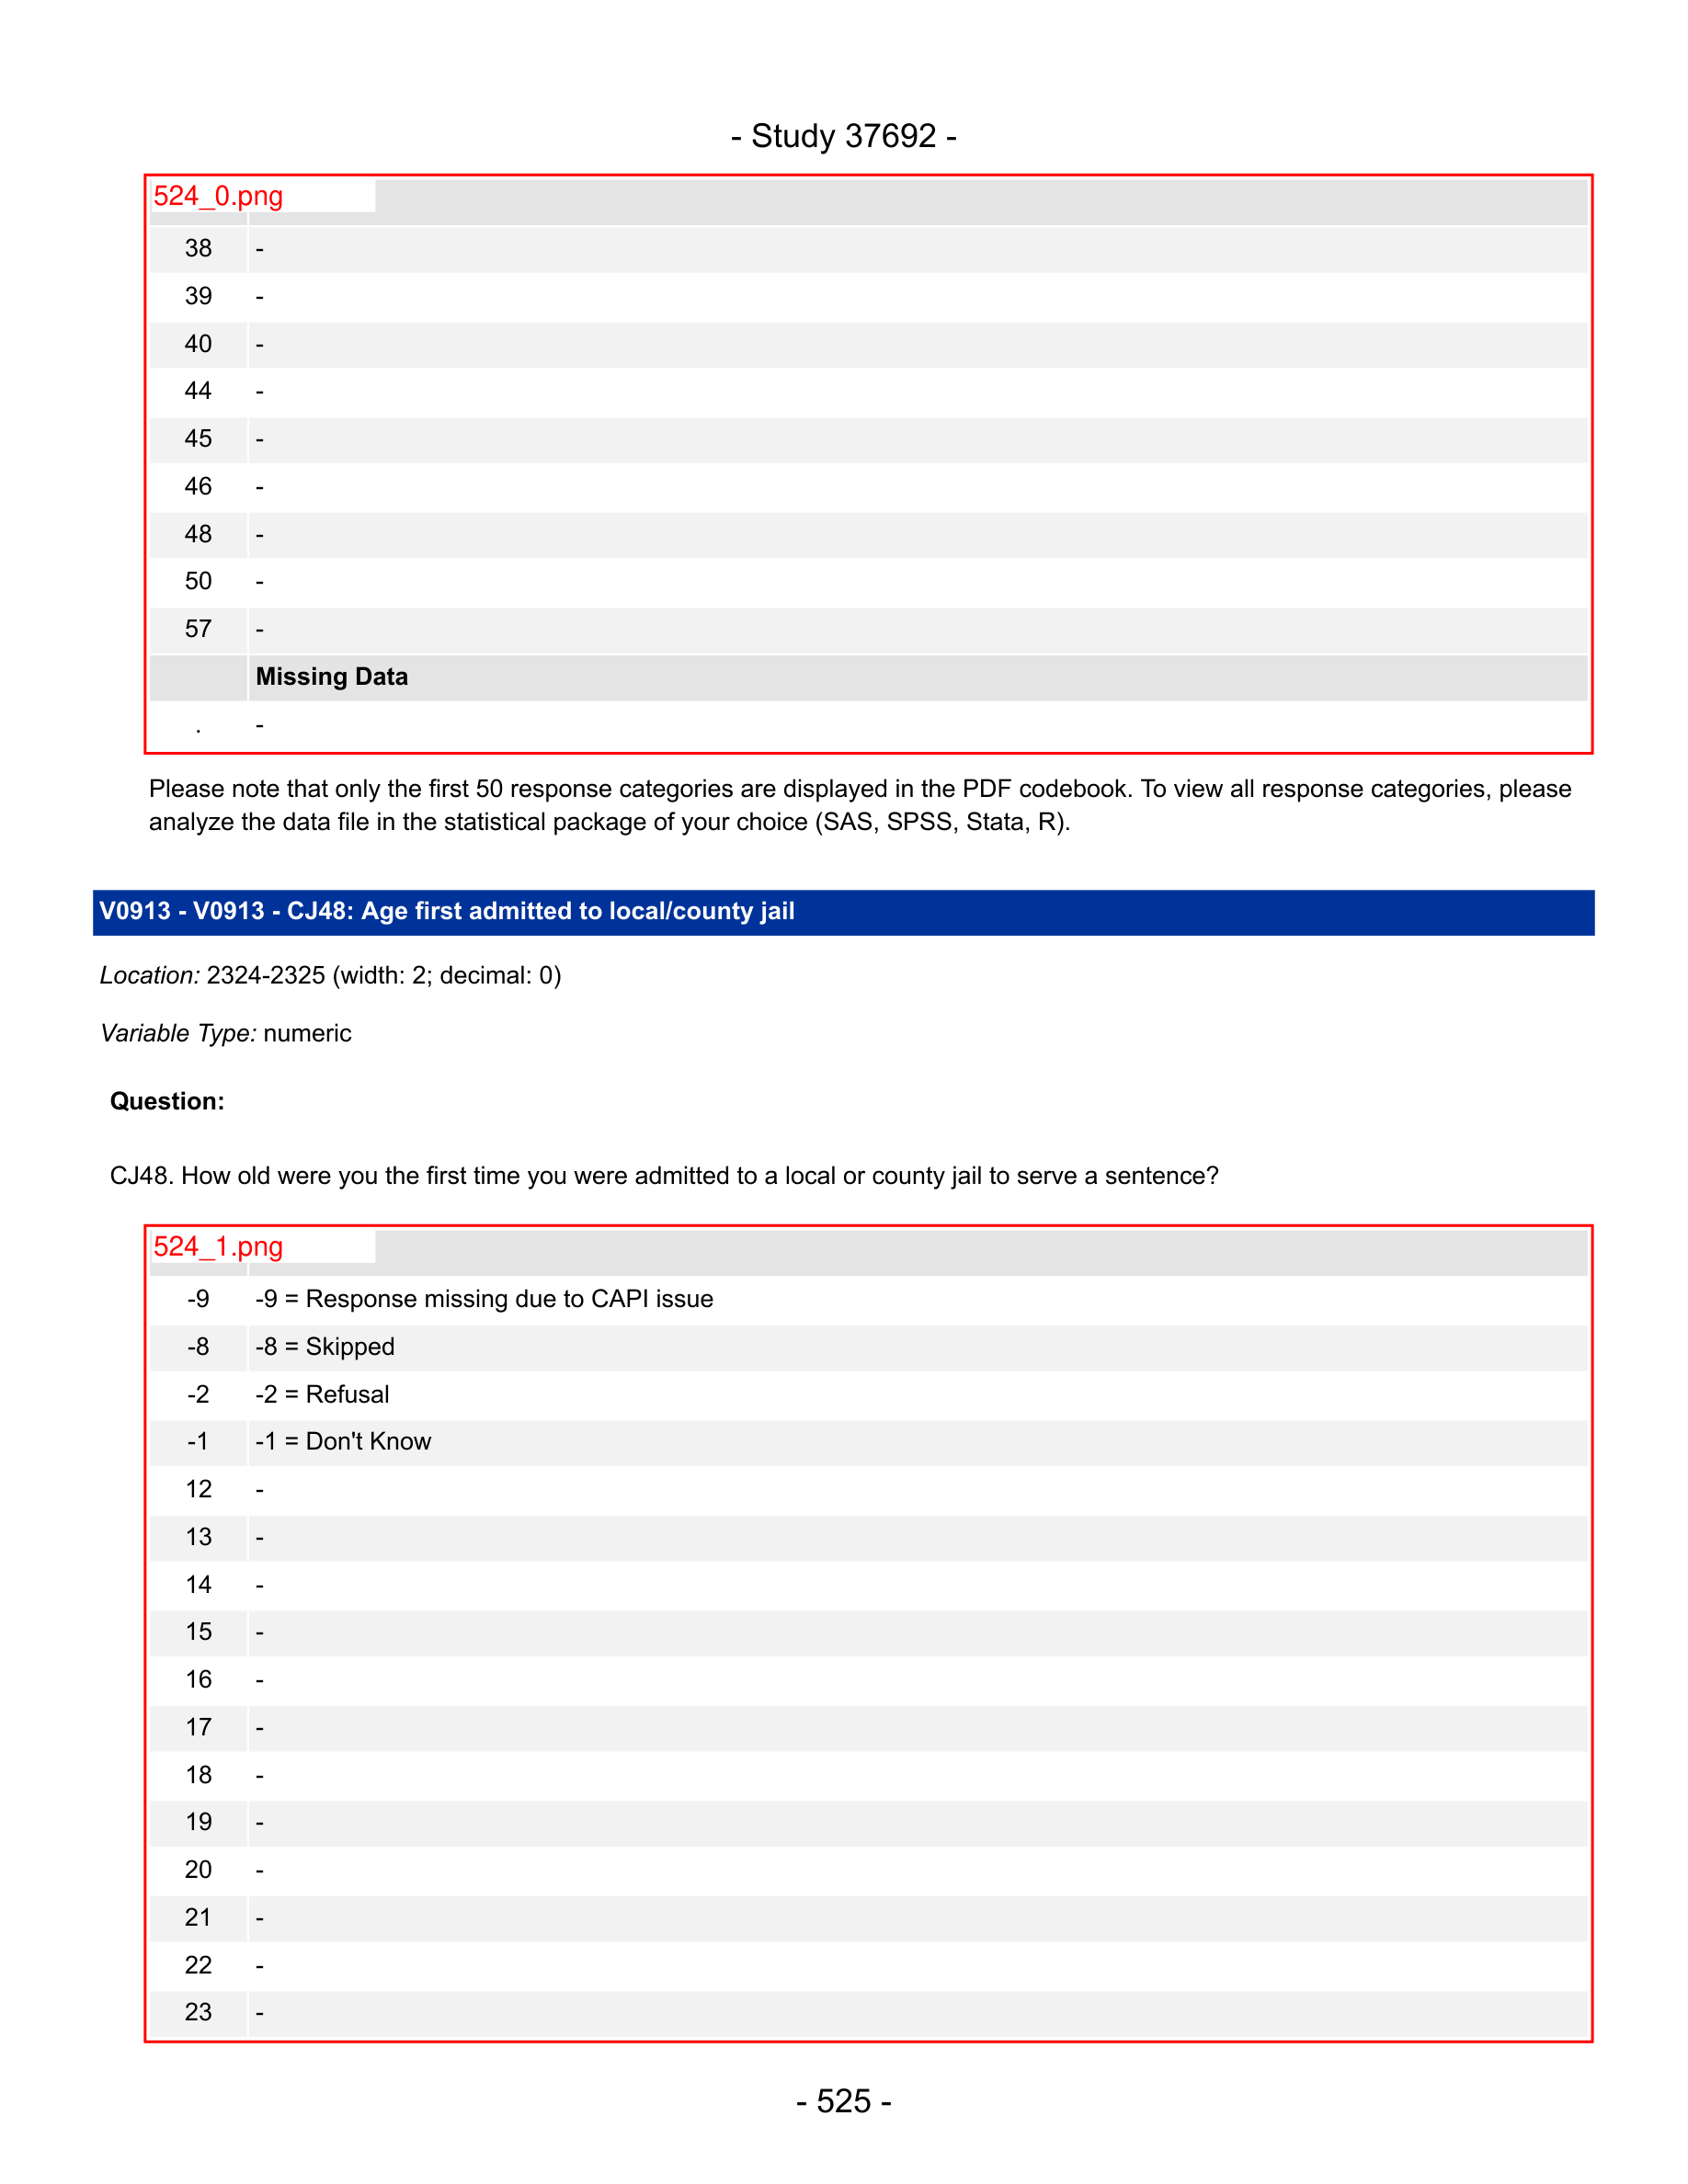 - Study 37692 -
524_0.png
38 -
39 -
40 -
44 -
45 -
46 -
48 -
50 -
57 -
Missing Data
. -
Please note that only the first 50 response categories are displayed in the PDF codebook. To view all response categories, please
analyze the data file in the statistical package of your choice (SAS, SPSS, Stata, R).
V0913 - V0913 - CJ48: Age first admitted to local/county jail
Location: 2324-2325 (width: 2; decimal: 0)
Variable Type: numeric
Question:
CJ48. How old were you the first time you were admitted to a local or county jail to serve a sentence?
524_1.png
-9 -9 = Response missing due to CAPI issue
-8 -8 = Skipped
-2 -2 = Refusal
-1 -1 = Don't Know
12 -
13 -
14 -
15 -
16 -
17 -
18 -
19 -
20 -
21 -
22 -
23 -
- 525 -